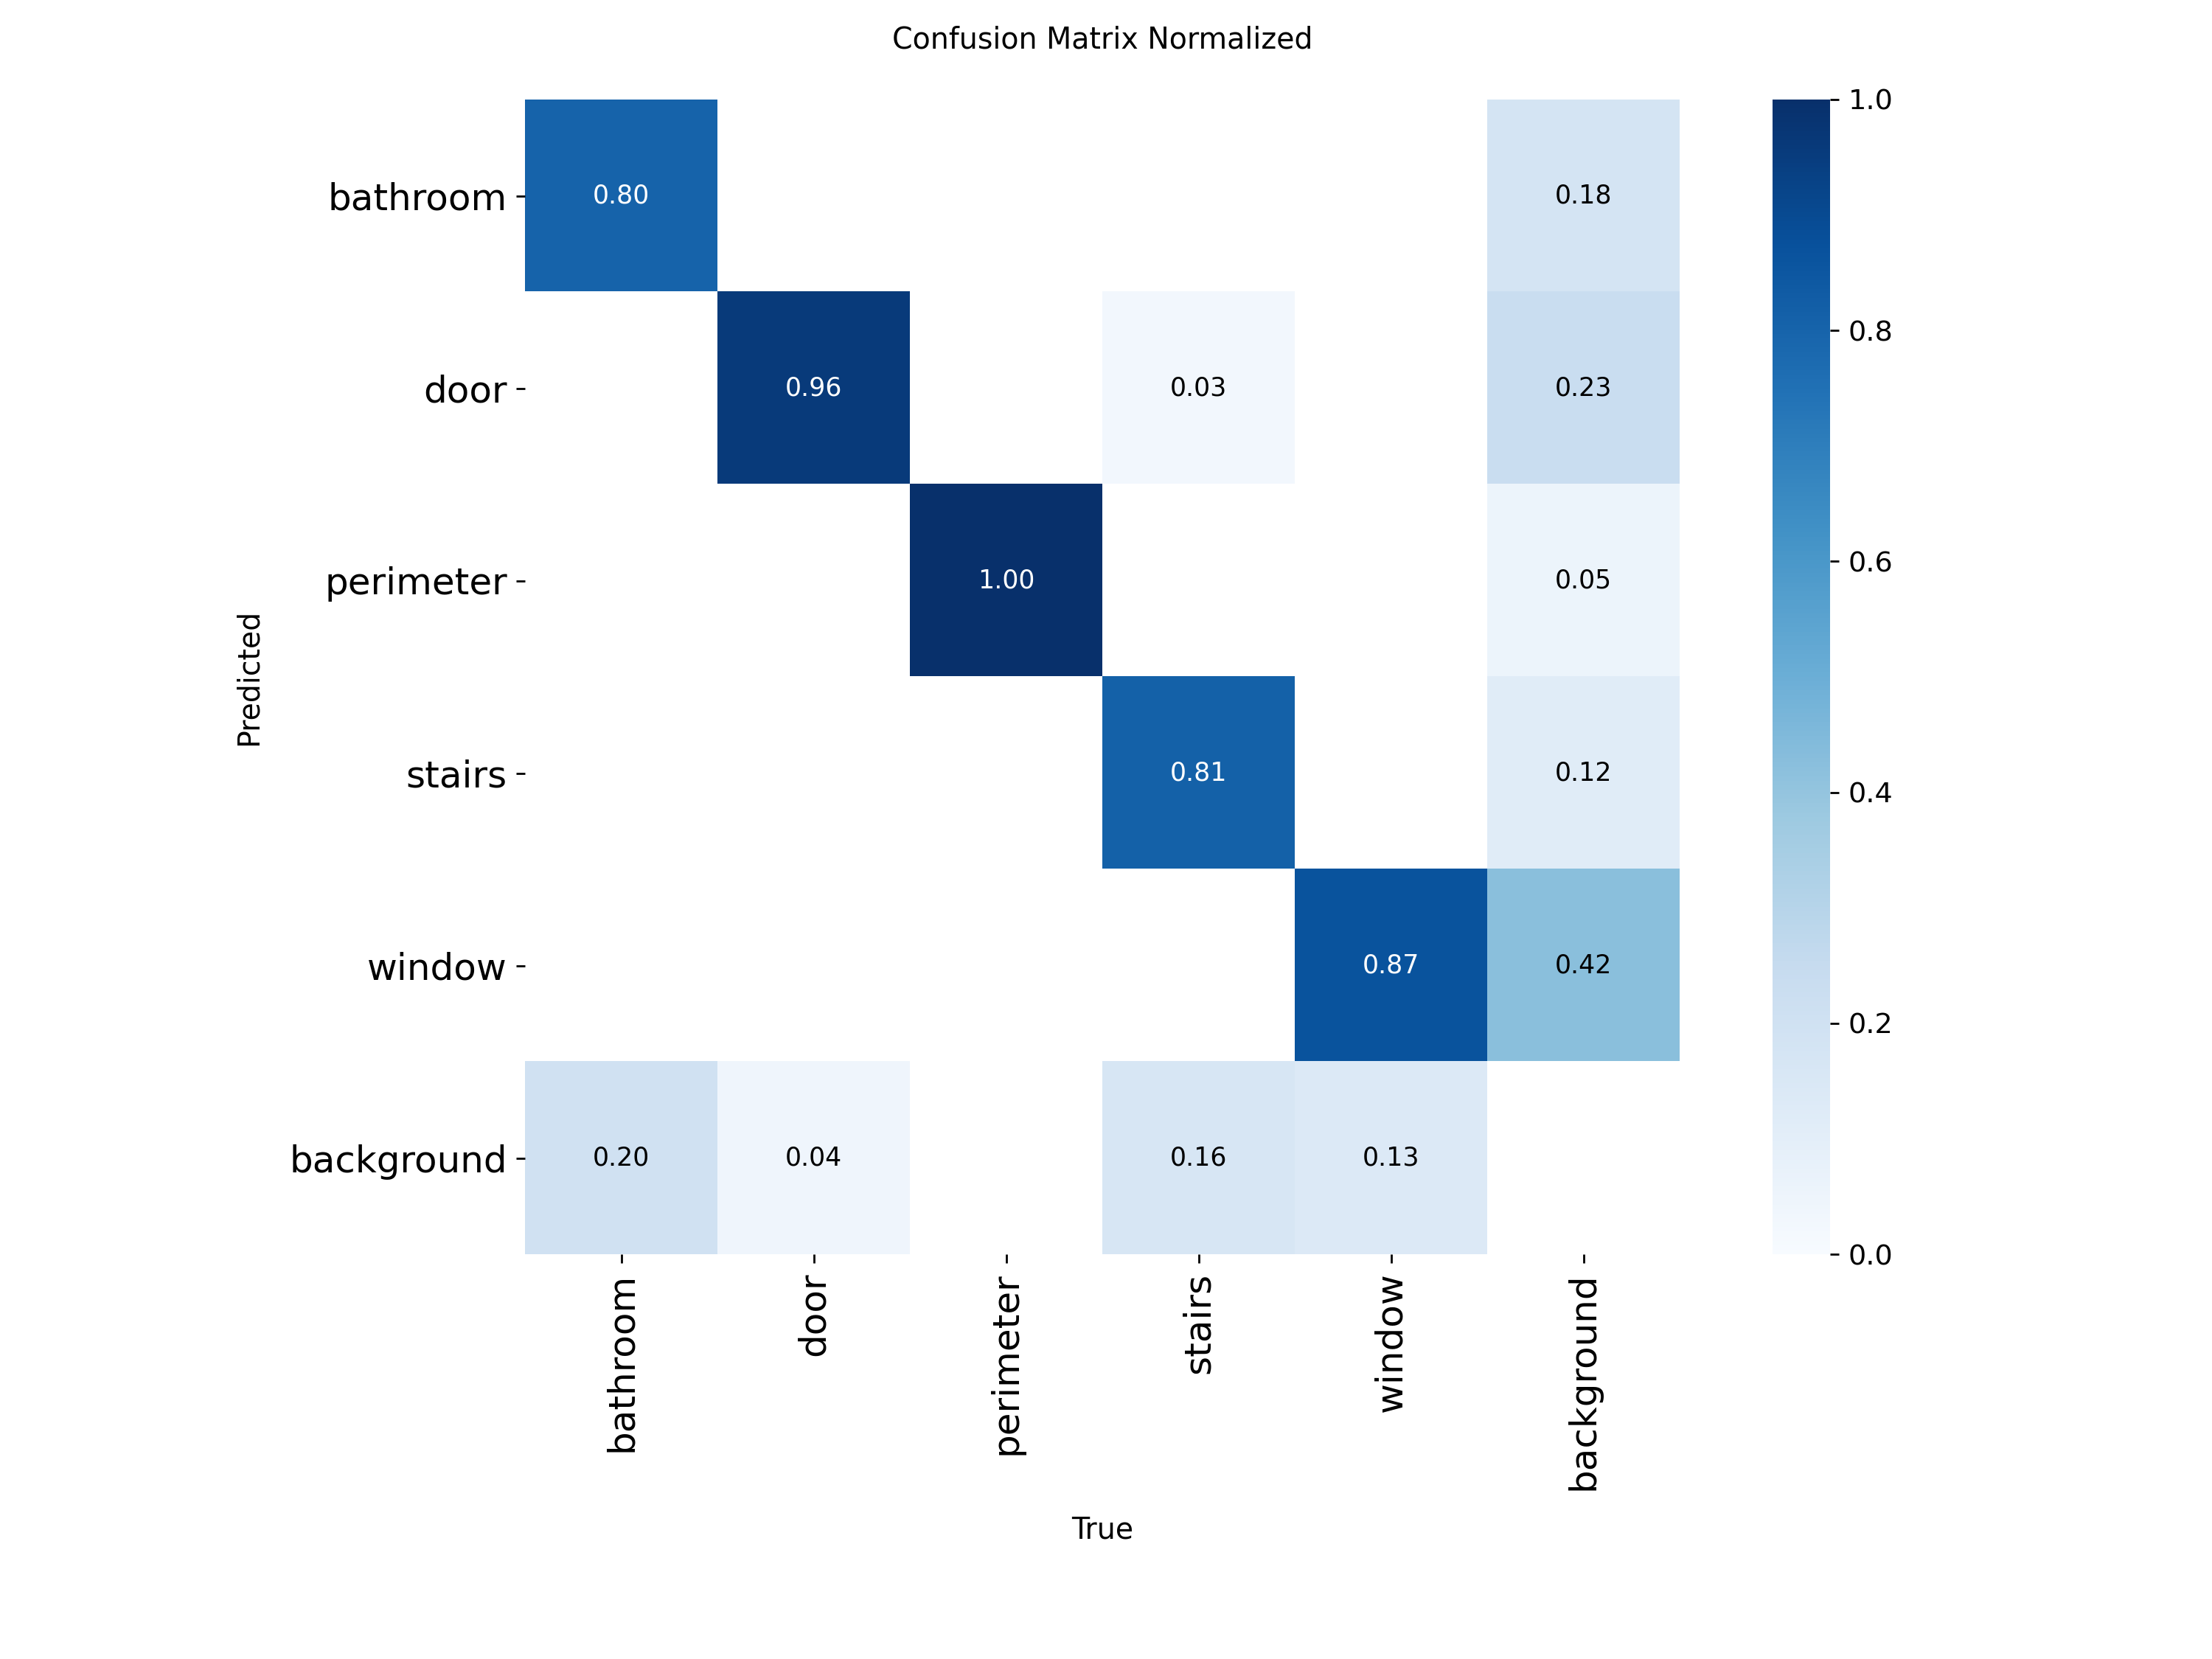 Confusion Matrix Normalized
1.0
bathroom
0.80
0.18
0.8
door
0.96
0.03
0.23
0.6
perimeter
1.00
0.05
Predicted
stairs
0.81
0.12
0.4
window
0.87
0.42
0.2
background
0.20
0.04
0.16
0.13
0.0
bathroom
door
perimeter
stairs
window
background
True